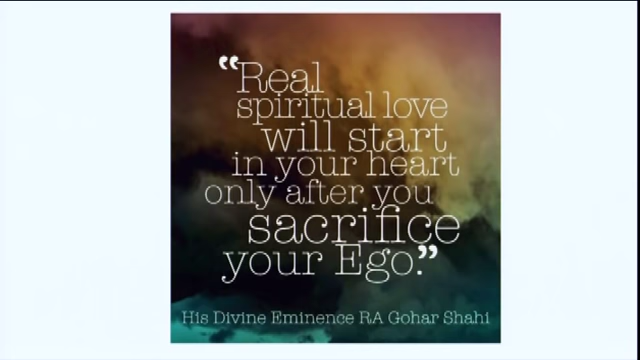 “Real
spiritual love
will start
in your heart
only after you
sacrifice
your Ego.”
His Divine Eminence RA Gohar Shahi